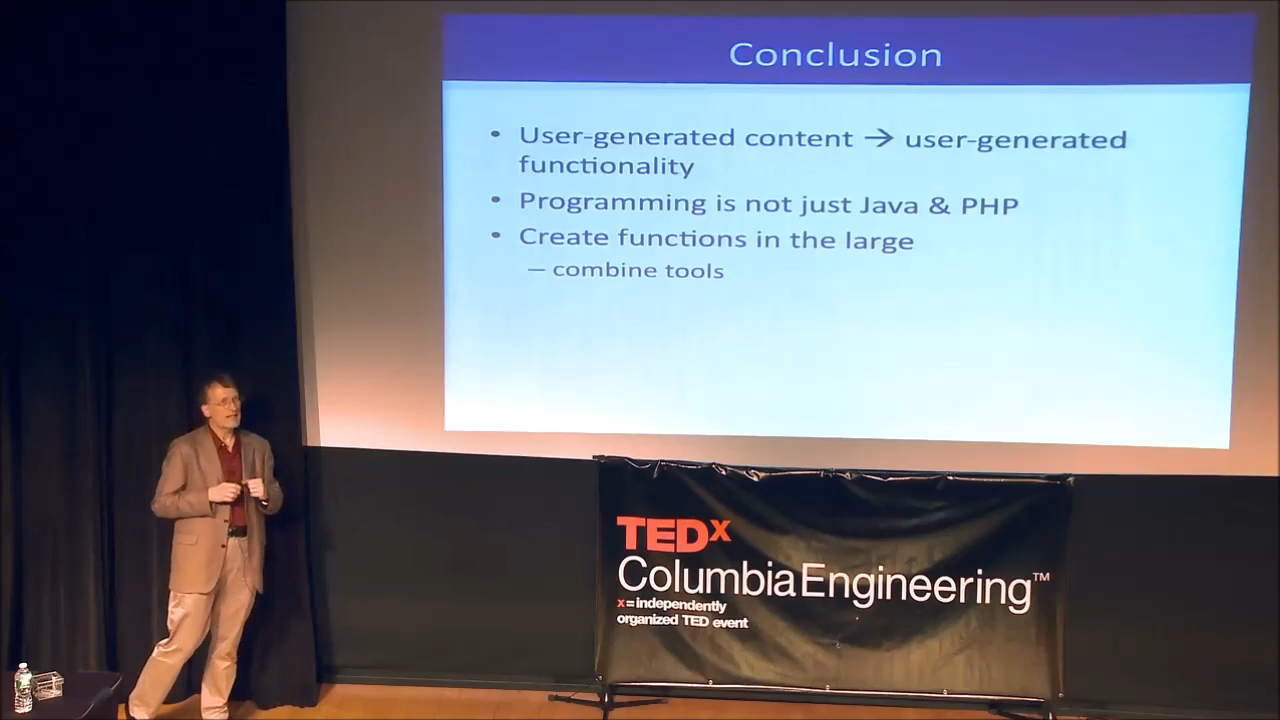 Conclusion
• User-generated content → user-generated
functionality
• Programming is not just Java & PHP
• Create functions in the large
– combine tools
TEDx
ColumbiaEngineering™
x = independently
organized TED event